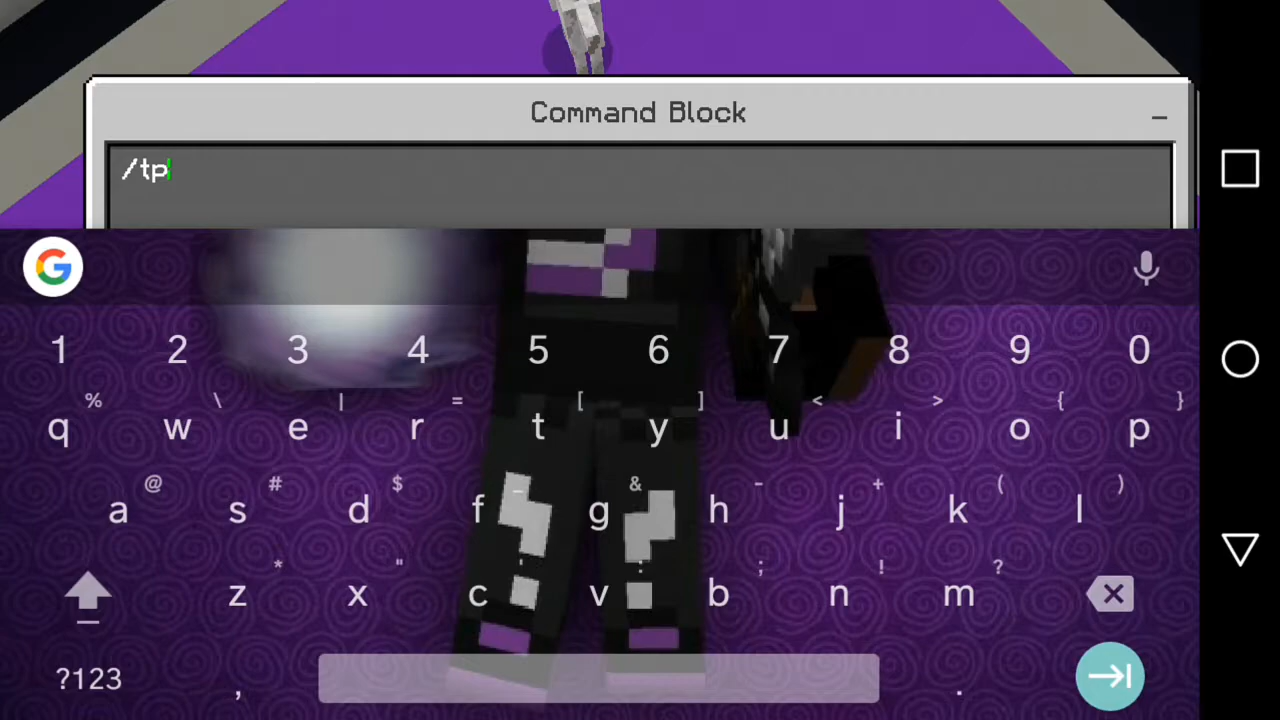 Command Block
/tp
G
1 2 3 4 5 6 7 8 9 0
% \ | = [ ] < > { }
q w e r t y u i o p
@ # $ _ & - + ( )
a s d f g h j k l
* " ' : ; ! ?
z x c v b n m
?123 , .